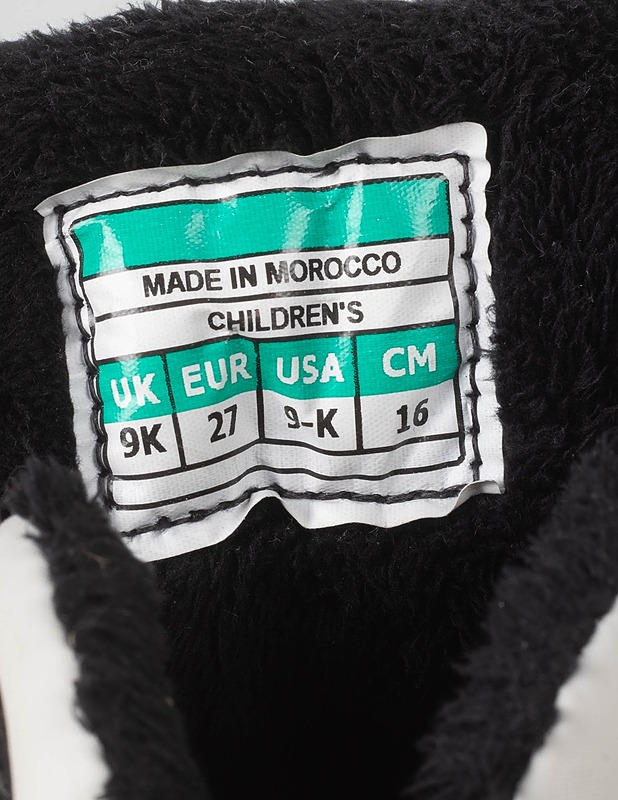 MADE IN MOROCCO
CHILDREN'S
UK EUR USA CM
9K 27 9-K 16